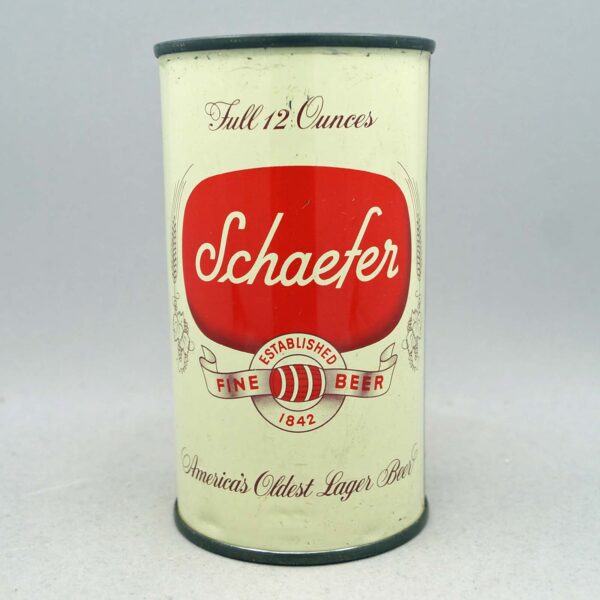 Full 12 Ounces
Schaefer
ESTABLISHED
FINE BEER
1842
America's Oldest Lager Beer